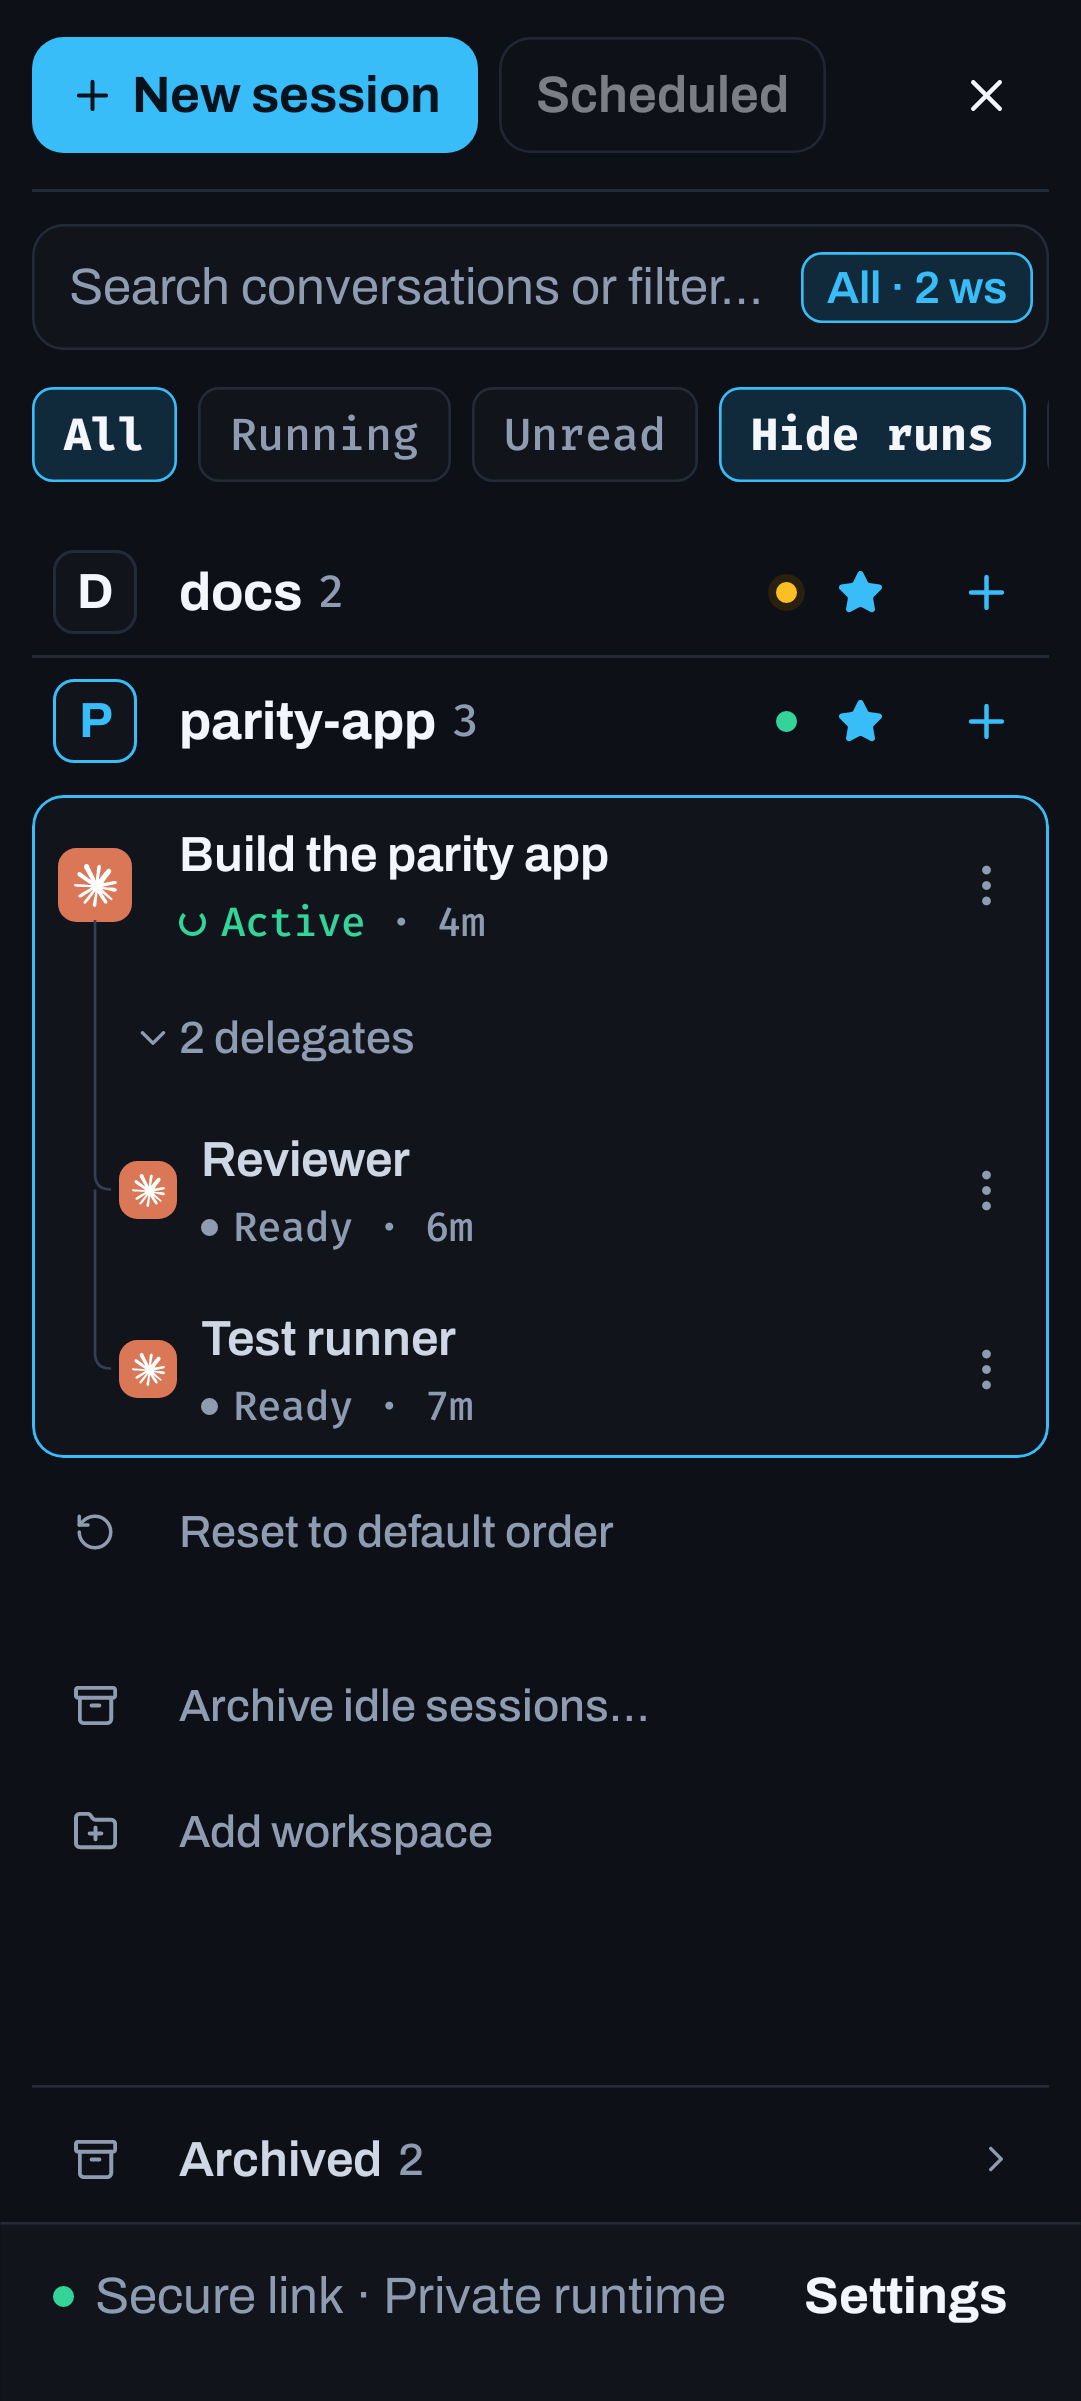 New session
Scheduled
Search conversations or filter...
All · 2 ws
All
Running
Unread
Hide runs
D
docs 2
P
parity-app 3
Build the parity app
Active · 4m
2 delegates
Reviewer
Ready · 6m
Test runner
Ready · 7m
Reset to default order
Archive idle sessions...
Add workspace
Archived 2
Secure link · Private runtime
Settings